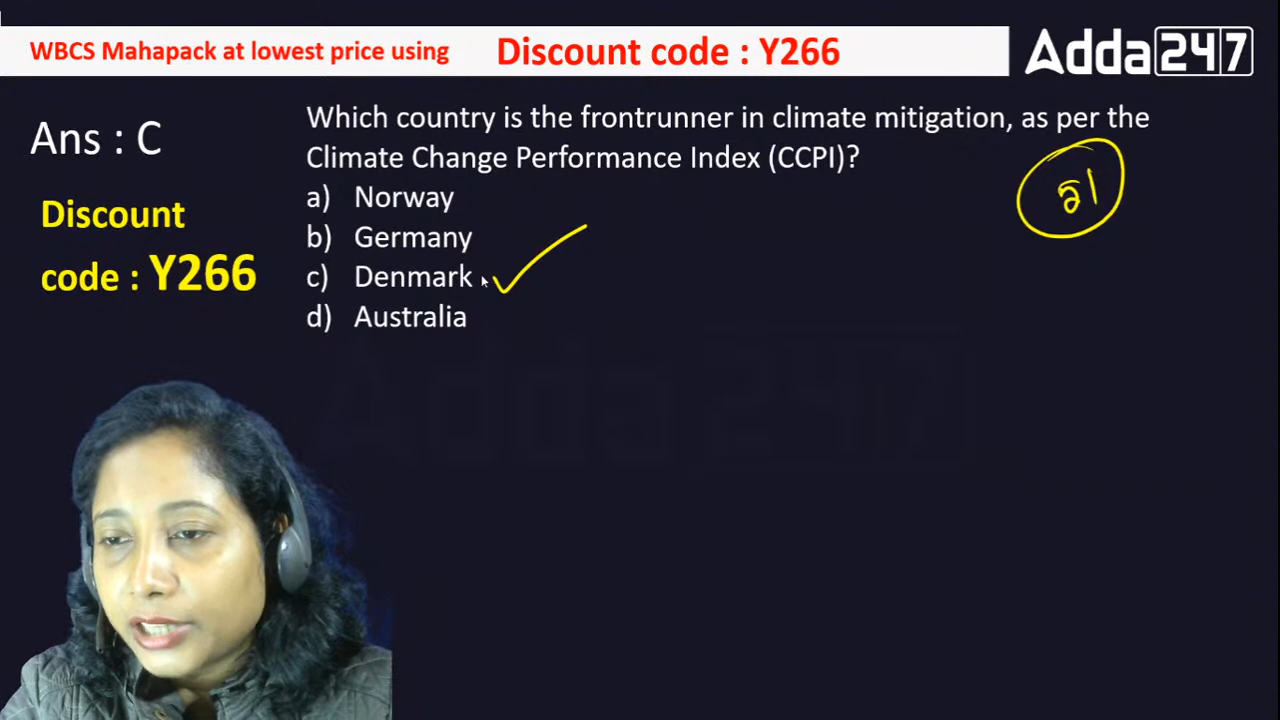 WBCS Mahapack at lowest price using Discount code : Y266
Adda247
Ans : C
Discount
code : Y266
Which country is the frontrunner in climate mitigation, as per the
Climate Change Performance Index (CCPI)?
a) Norway
b) Germany
c) Denmark
d) Australia